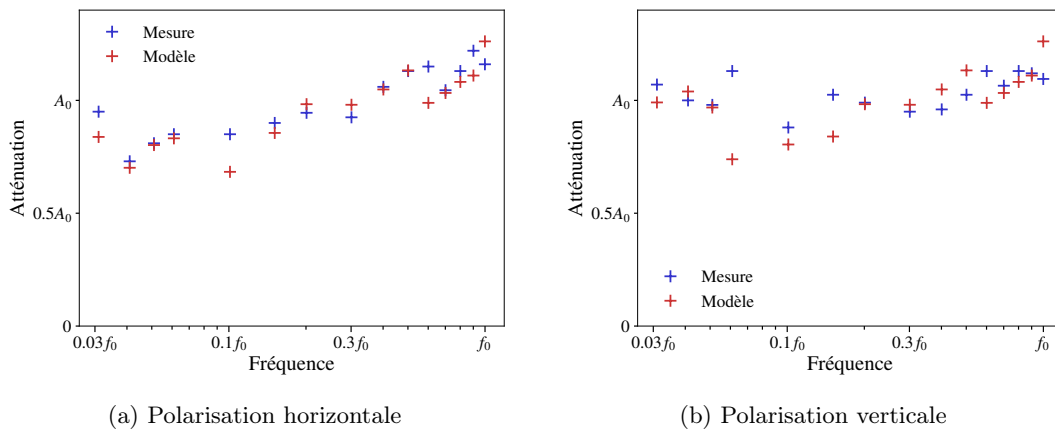 Mesure
Modèle
Atténuation
A₀
0.5A₀
0
0.03f₀
0.1f₀
0.3f₀
f₀
Fréquence
(a) Polarisation horizontale
Atténuation
A₀
0.5A₀
0
Mesure
Modèle
0.03f₀
0.1f₀
0.3f₀
f₀
Fréquence
(b) Polarisation verticale